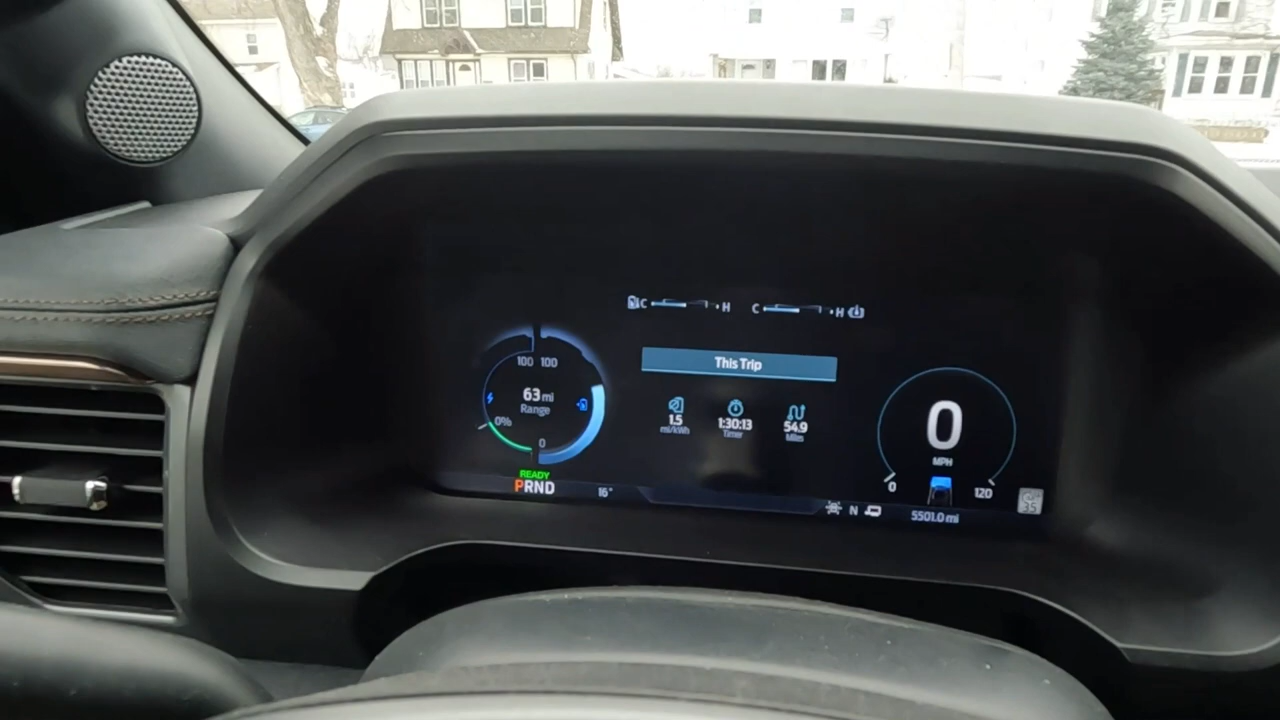 C H C H
This Trip
100 100
63 mi
Range
0%
0
1.5
mi/kWh
1:30:13
Timer
54.9
Miles
0
MPH
0 120
READY
PRND
16°
N
5501.0 mi
35